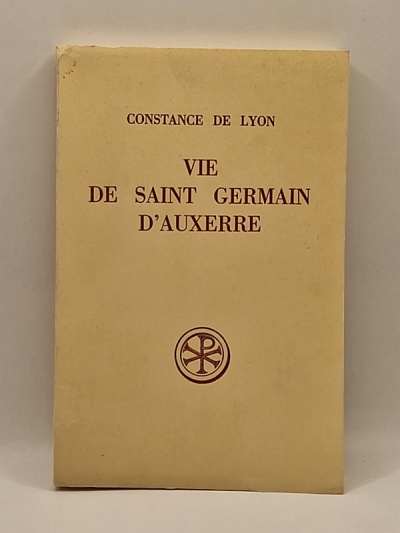 CONSTANCE DE LYON
VIE
DE SAINT GERMAIN
D'AUXERRE